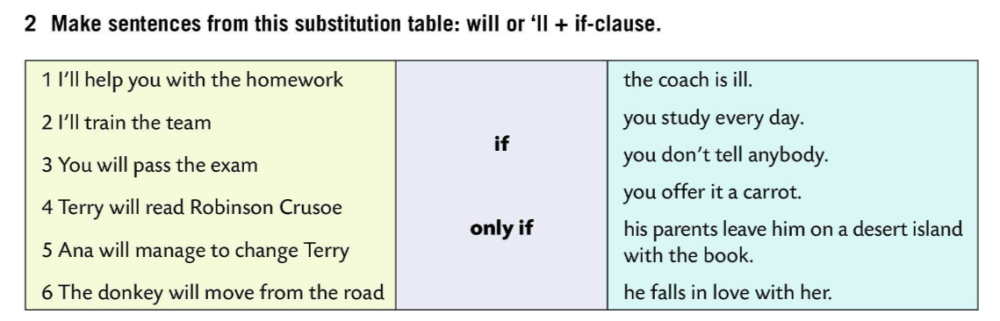 2 Make sentences from this substitution table: will or ‘ll + if-clause.
1 I’ll help you with the homework
2 I’ll train the team
3 You will pass the exam
4 Terry will read Robinson Crusoe
5 Ana will manage to change Terry
6 The donkey will move from the road
if
only if
the coach is ill.
you study every day.
you don’t tell anybody.
you offer it a carrot.
his parents leave him on a desert island
with the book.
he falls in love with her.